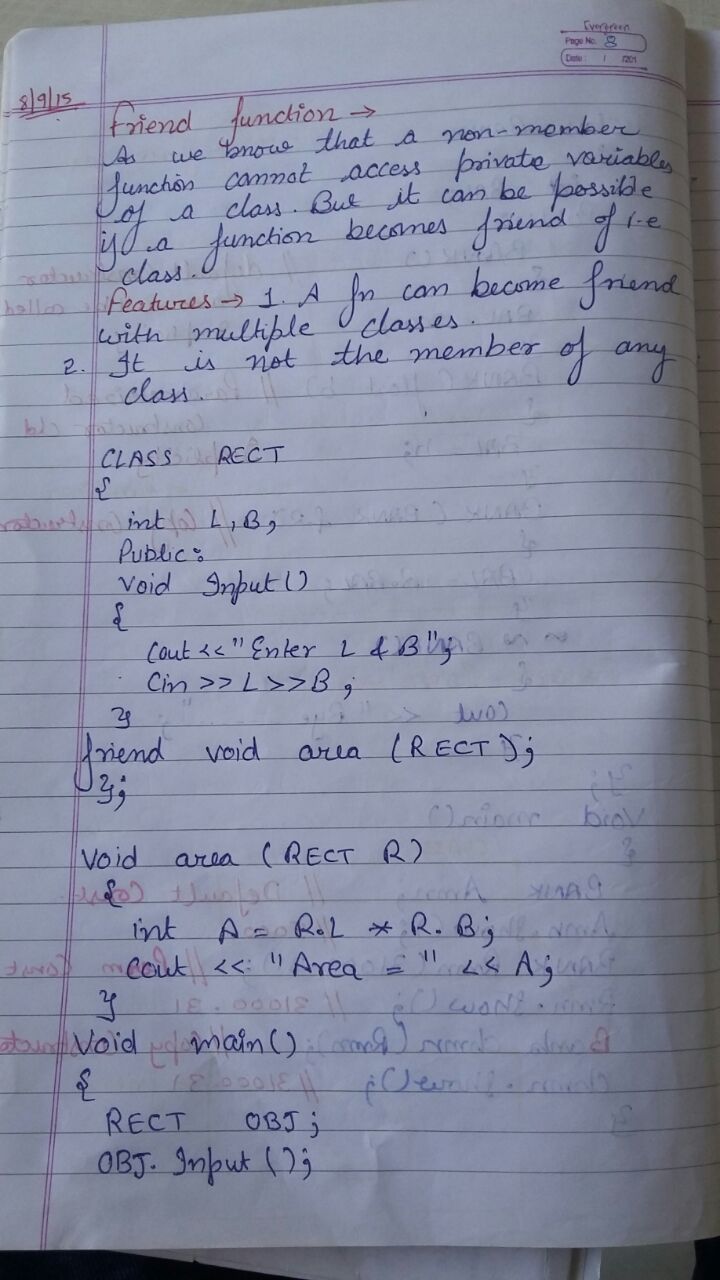 Evergreen
Page No. 8
Date: / /201
8/9/15
friend function →
As we know that a non-member
function cannot access private variables
of a class. But it can be possible
if a function becomes friend of i.e
class.
features → 1. A fn can become friend
with multiple classes.
2. It is not the member of any
class.
CLASS RECT
{
int L, B;
Public:
void Input()
{
Cout << "Enter L & B";
Cin >> L >> B ;
}
friend void area (RECT);
};
Void area (RECT R)
{
int A = R.L * R. B;
Cout << "Area = " << A;
}
Void main()
{
RECT OBJ;
OBJ. Input ();